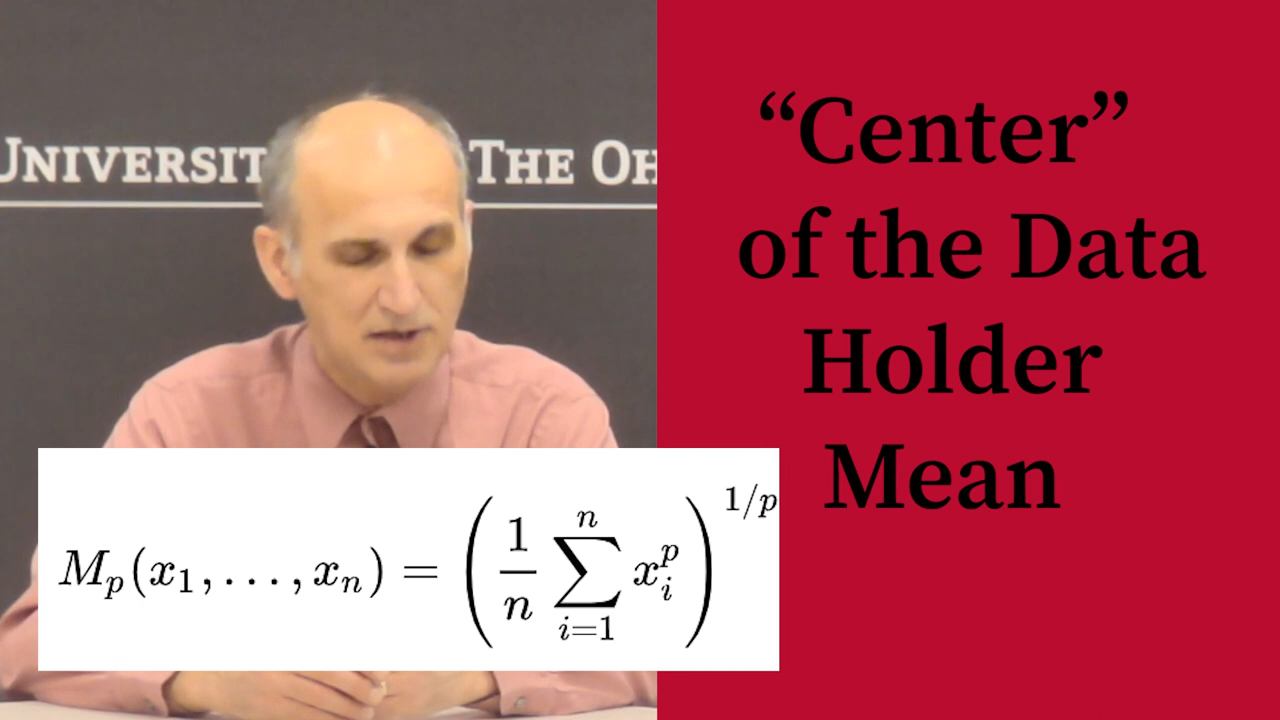 UNIVERSIT THE OH
“Center”
of the Data
Holder
Mean
M_p(x_1, . . . , x_n) = ( 1/n ∑_{i=1}^{n} x_i^p )^{1/p}